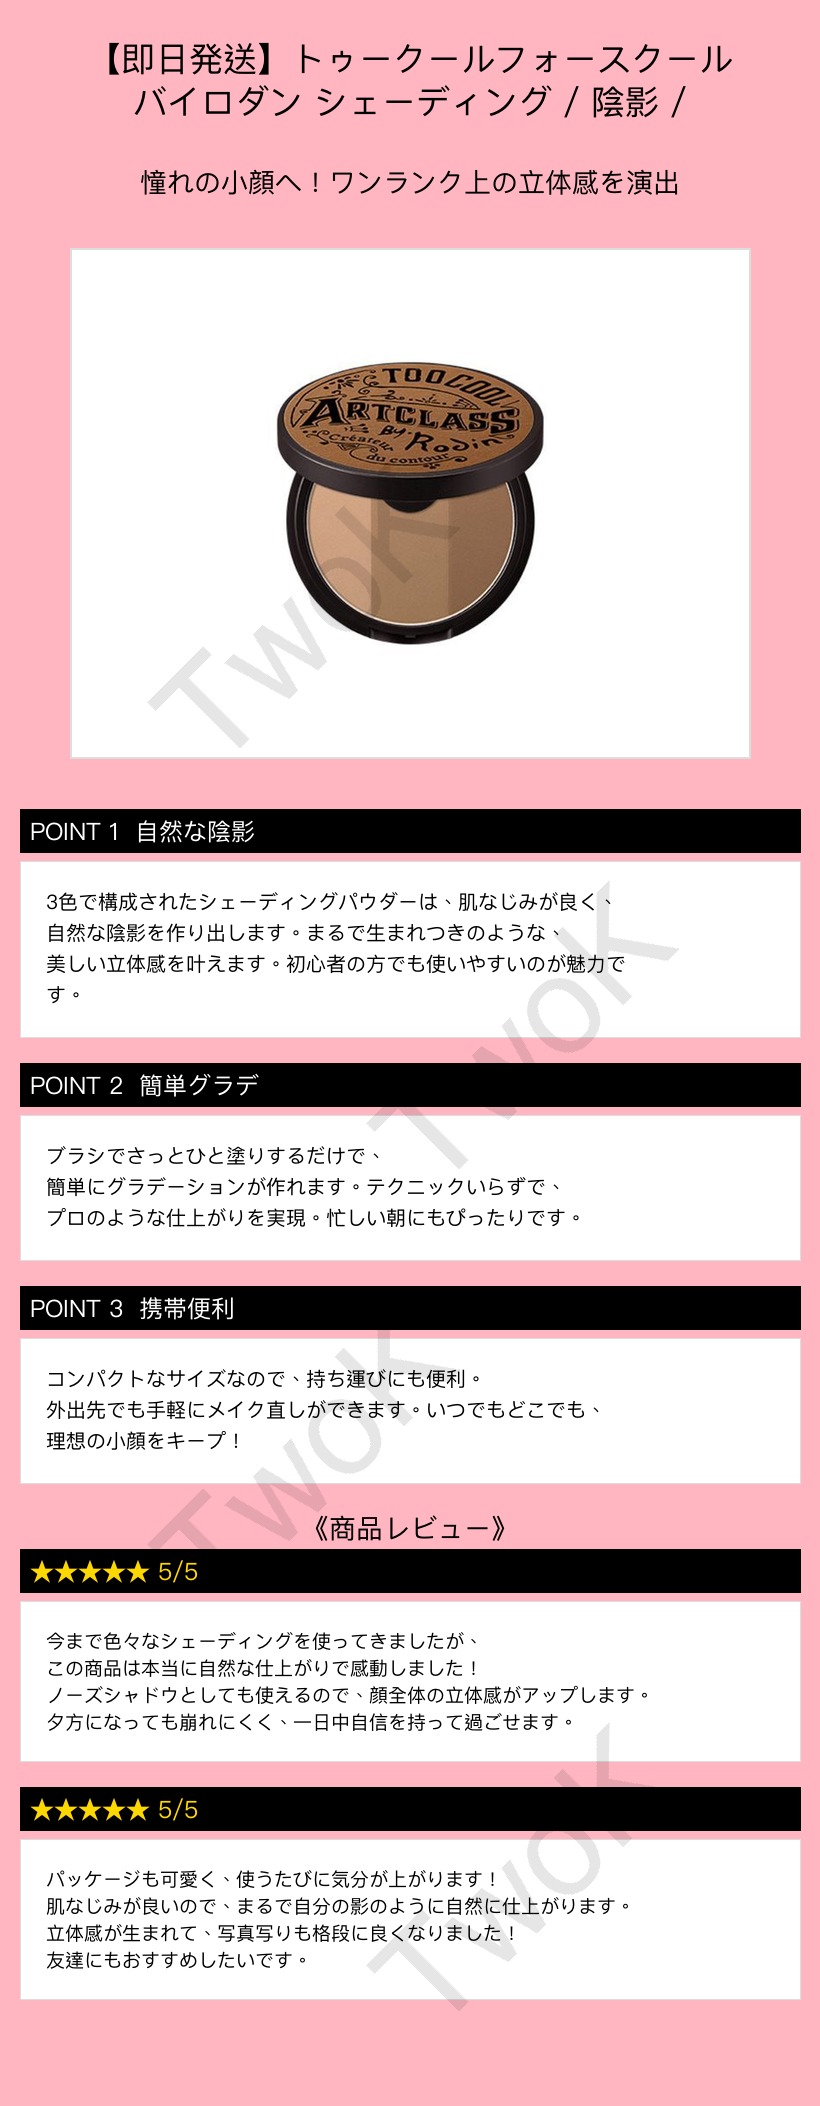 【即日発送】トゥークールフォースクール
バイロダン シェーディング / 陰影 /
憧れの小顔へ！ワンランク上の立体感を演出
TOO COOL
ARTCLASS
By Rodin
Créateur
du contour
TwoK
POINT 1 自然な陰影
3色で構成されたシェーディングパウダーは、肌なじみが良く、
自然な陰影を作り出します。まるで生まれつきのような、
美しい立体感を叶えます。初心者の方でも使いやすいのが魅力で
す。
TwoK
POINT 2 簡単グラデ
ブラシでさっとひと塗りするだけで、
簡単にグラデーションが作れます。テクニックいらずで、
プロのような仕上がりを実現。忙しい朝にもぴったりです。
POINT 3 携帯便利
コンパクトなサイズなので、持ち運びにも便利。
外出先でも手軽にメイク直しができます。いつでもどこでも、
理想の小顔をキープ！
TwoK
《商品レビュー》
★★★★★ 5/5
今まで色々なシェーディングを使ってきましたが、
この商品は本当に自然な仕上がりで感動しました！
ノーズシャドウとしても使えるので、顔全体の立体感がアップします。
夕方になっても崩れにくく、一日中自信を持って過ごせます。
★★★★★ 5/5
パッケージも可愛く、使うたびに気分が上がります！
肌なじみが良いので、まるで自分の影のように自然に仕上がります。
立体感が生まれて、写真写りも格段に良くなりました！
友達にもおすすめしたいです。
TwoK